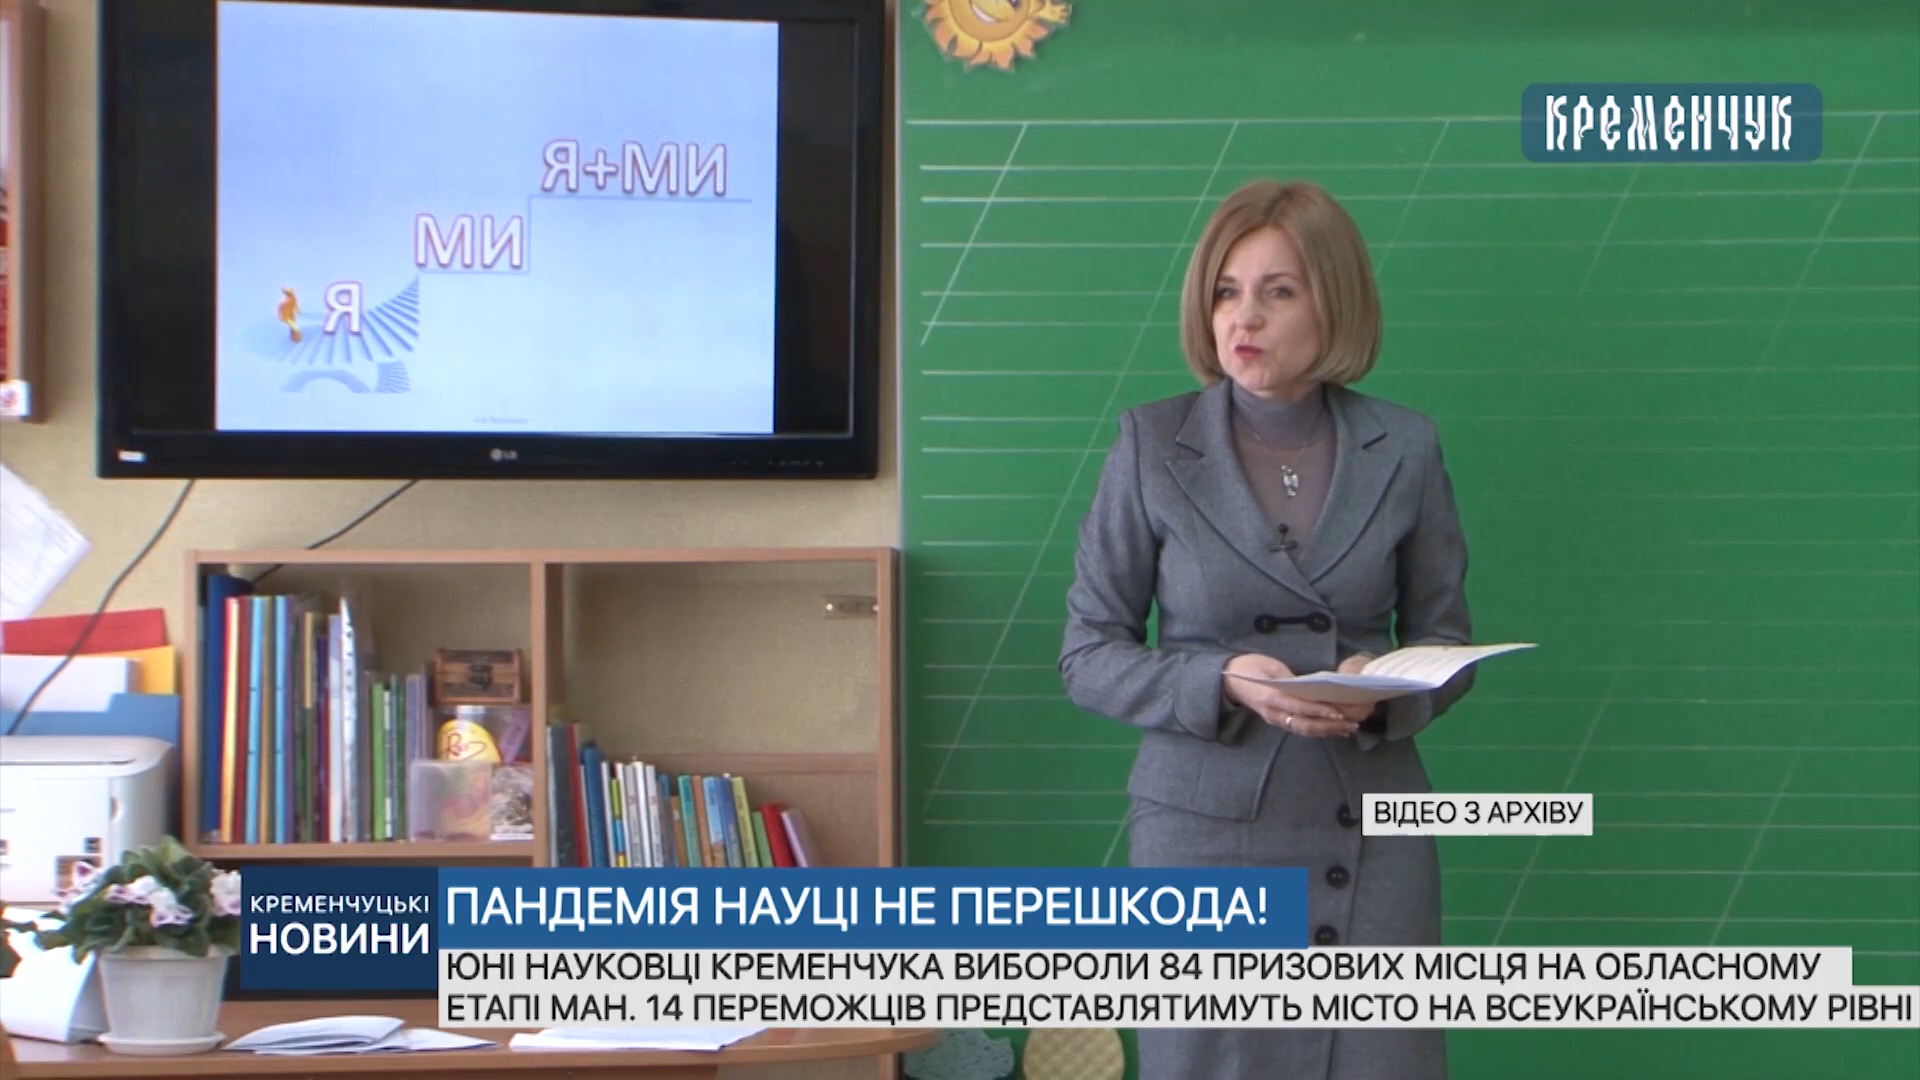 Я+МИ
МИ
Я
LG
КРЕМЕНЧУК
ВІДЕО З АРХІВУ
КРЕМЕНЧУЦЬКІ
НОВИНИ
ПАНДЕМІЯ НАУЦІ НЕ ПЕРЕШКОДА!
ЮНІ НАУКОВЦІ КРЕМЕНЧУКА ВИБОРОЛИ 84 ПРИЗОВИХ МІСЦЯ НА ОБЛАСНОМУ
ЕТАПІ МАН. 14 ПЕРЕМОЖЦІВ ПРЕДСТАВЛЯТИМУТЬ МІСТО НА ВСЕУКРАЇНСЬКОМУ РІВНІ